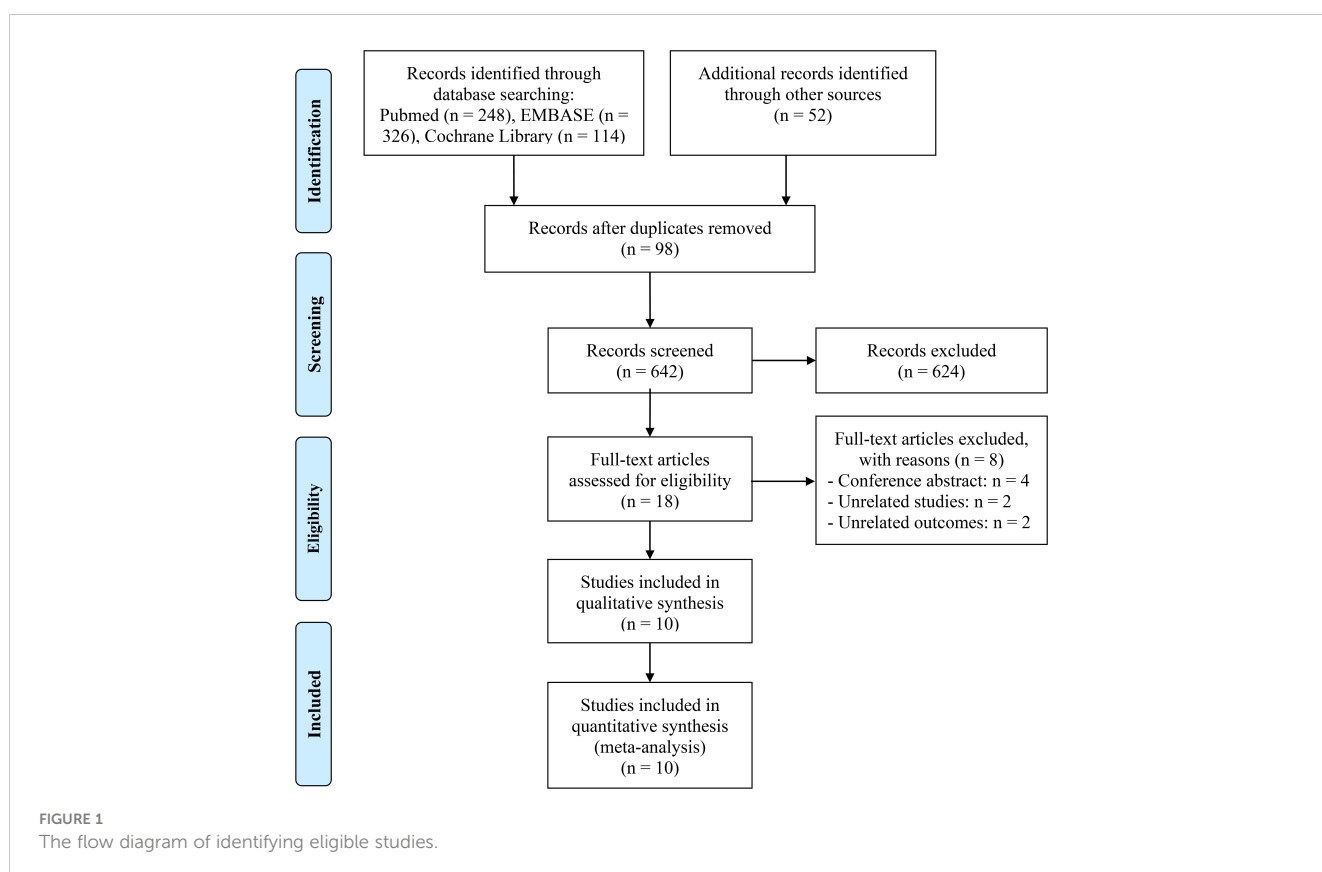 Identification
Records identified through
database searching:
Pubmed (n = 248), EMBASE (n =
326), Cochrane Library (n = 114)
Additional records identified
through other sources
(n = 52)
Records after duplicates removed
(n = 98)
Screening
Records screened
(n = 642)
Records excluded
(n = 624)
Eligibility
Full-text articles
assessed for eligibility
(n = 18)
Full-text articles excluded,
with reasons (n = 8)
- Conference abstract: n = 4
- Unrelated studies: n = 2
- Unrelated outcomes: n = 2
Studies included in
qualitative synthesis
(n = 10)
Included
Studies included in
quantitative synthesis
(meta-analysis)
(n = 10)
FIGURE 1
The flow diagram of identifying eligible studies.